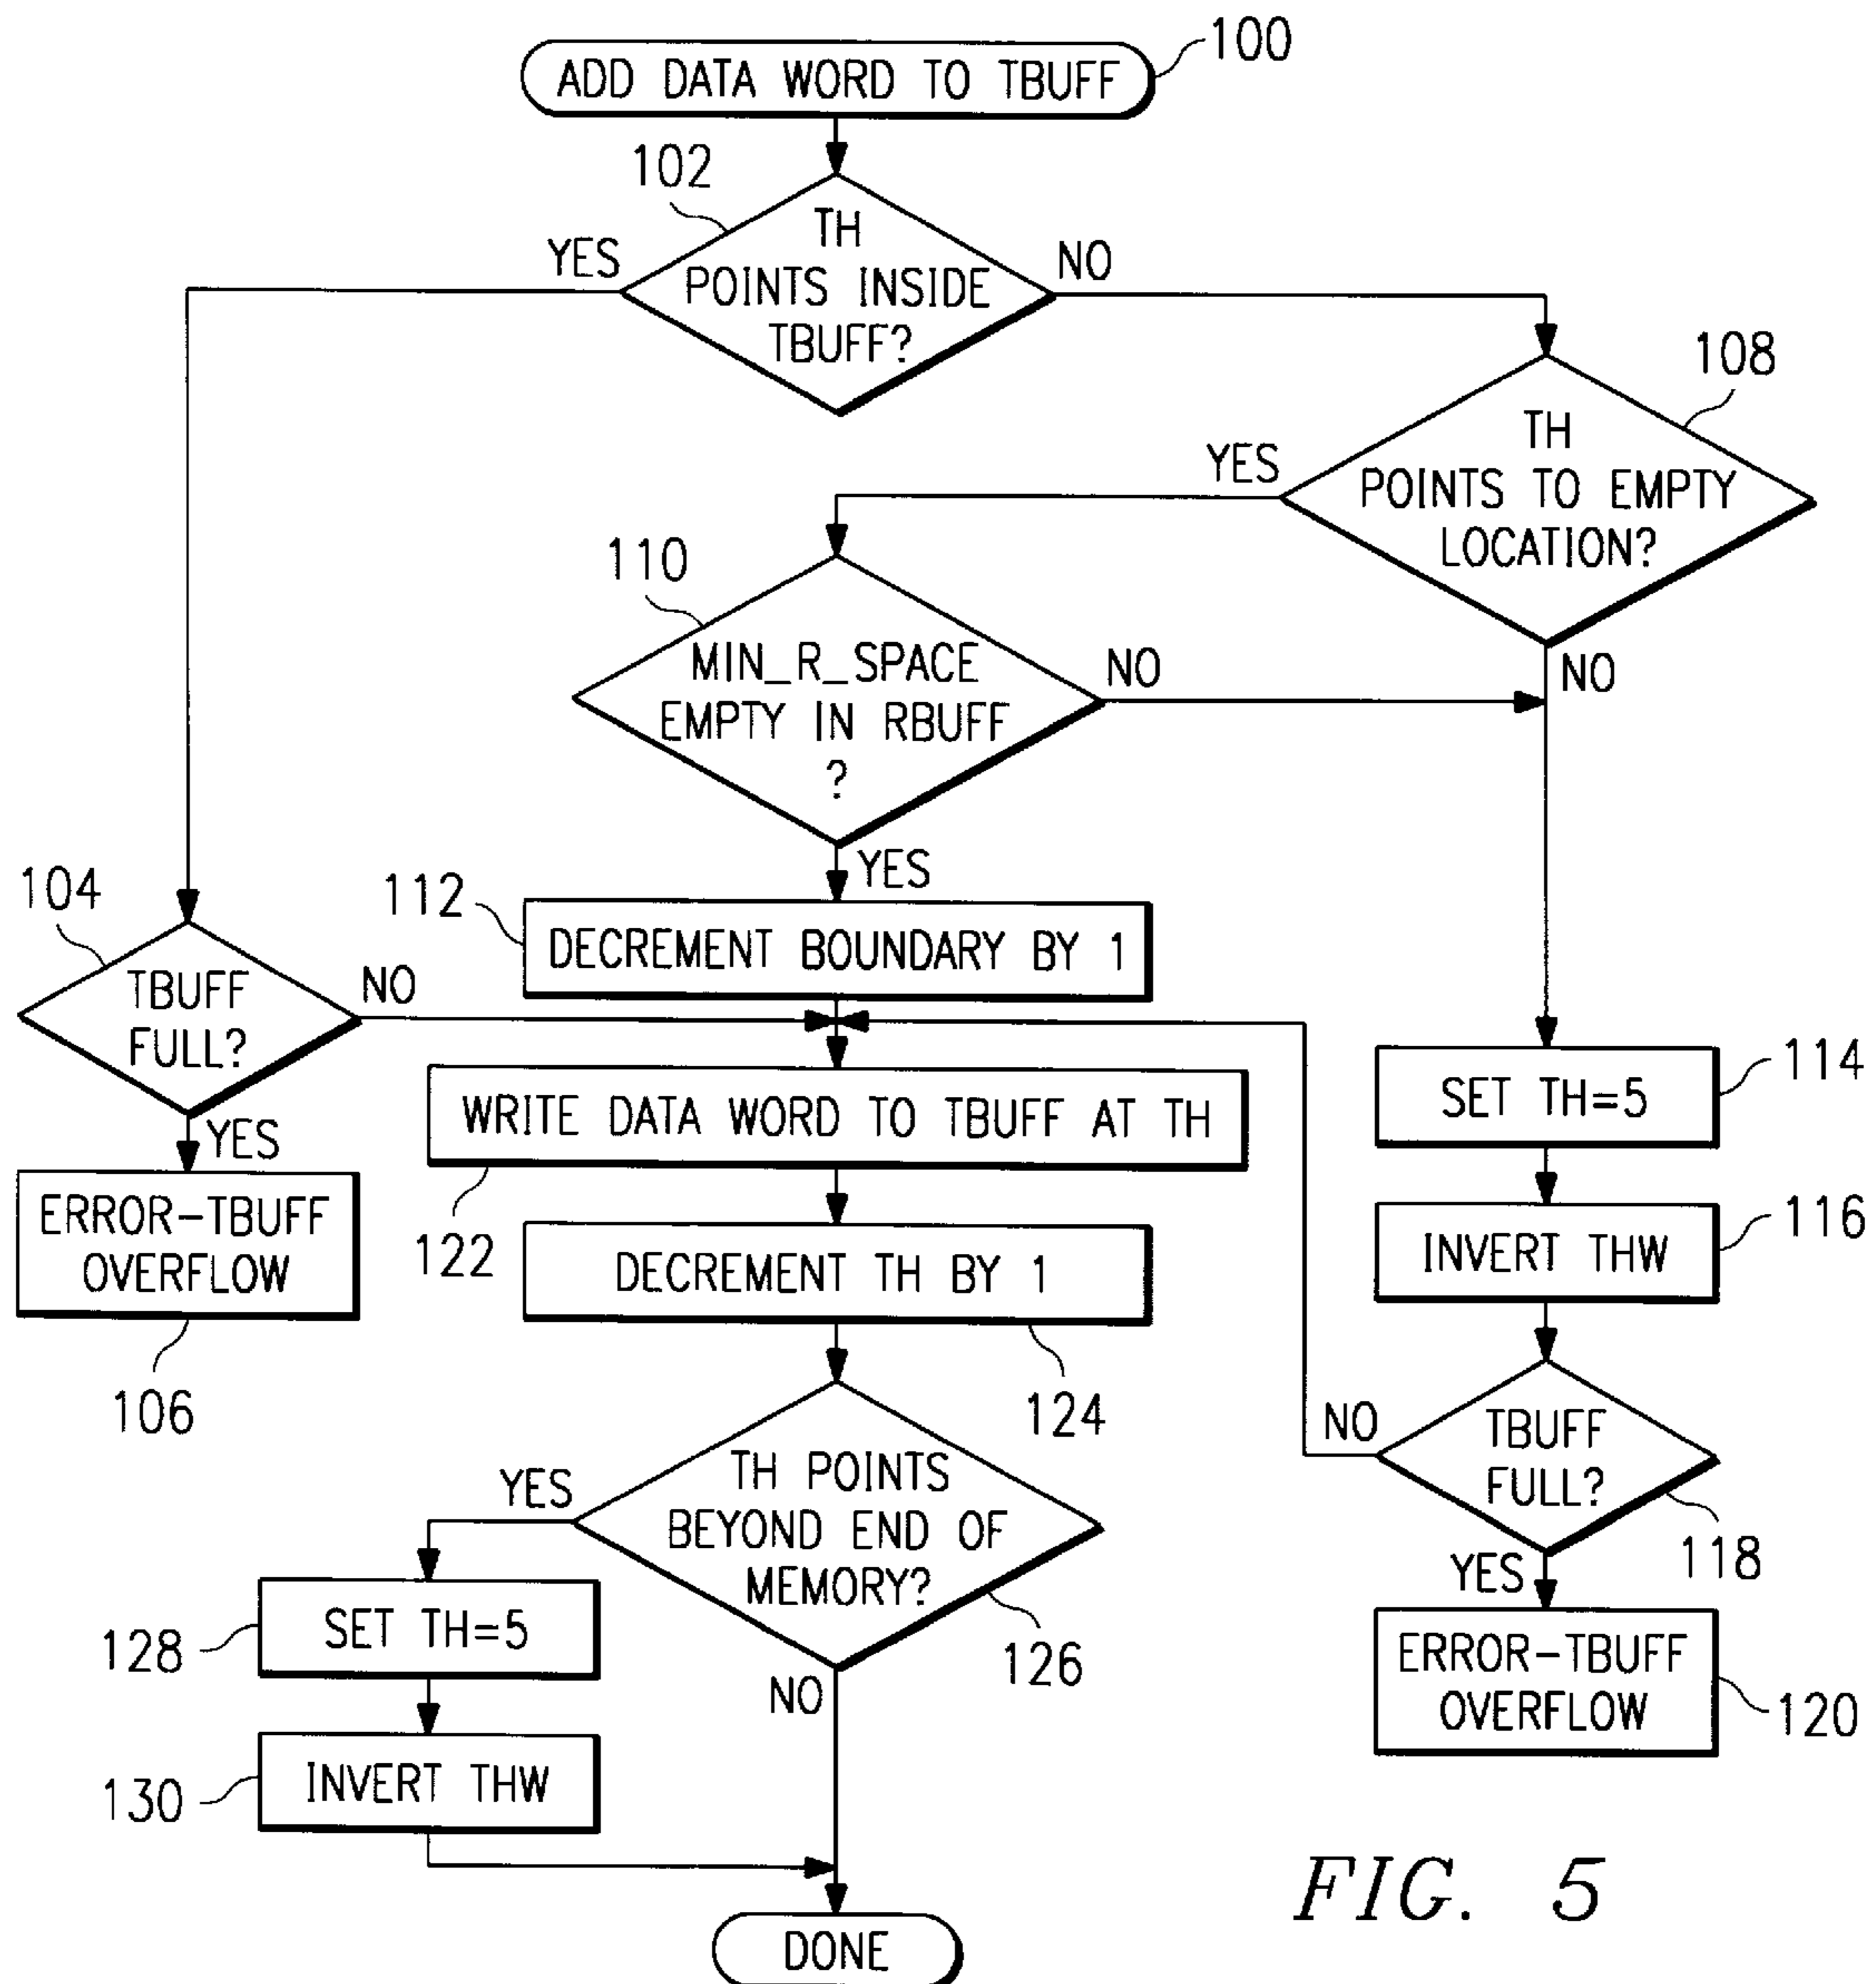 100
ADD DATA WORD TO TBUFF
102
TH
POINTS INSIDE
TBUFF?
YES
NO
108
TH
POINTS TO EMPTY
LOCATION?
YES
NO
110
MIN_R_SPACE
EMPTY IN RBUFF
?
NO
YES
104
TBUFF
FULL?
NO
YES
ERROR-TBUFF
OVERFLOW
106
112
DECREMENT BOUNDARY BY 1
WRITE DATA WORD TO TBUFF AT TH
122
DECREMENT TH BY 1
124
114
SET TH=5
116
INVERT THW
TBUFF
FULL?
118
NO
YES
ERROR-TBUFF
OVERFLOW
120
TH POINTS
BEYOND END OF
MEMORY?
126
YES
NO
128
SET TH=5
130
INVERT THW
DONE
FIG. 5